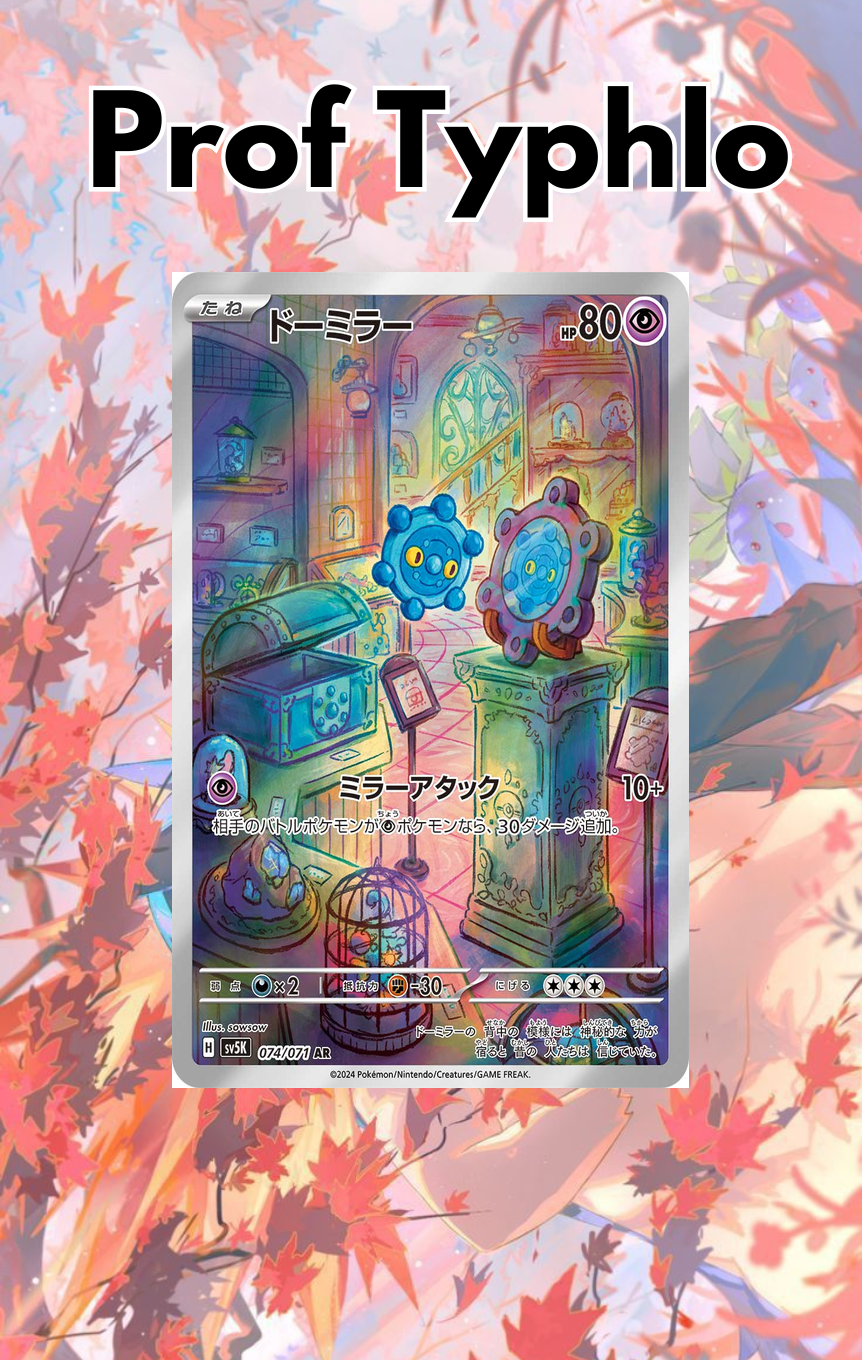 Prof Typhlo
たね ドーミラー HP80
ミラーアタック 10+
相手のバトルポケモンがポケモンなら、30ダメージ追加。
弱点 ×2 抵抗力 -30 にげる
Illus. sowsow
ドーミラーの 背中の 模様には 神秘的な 力が
宿ると 昔の 人たちは 信じていた。
H sv5K 074/071 AR
©2024 Pokémon/Nintendo/Creatures/GAME FREAK.